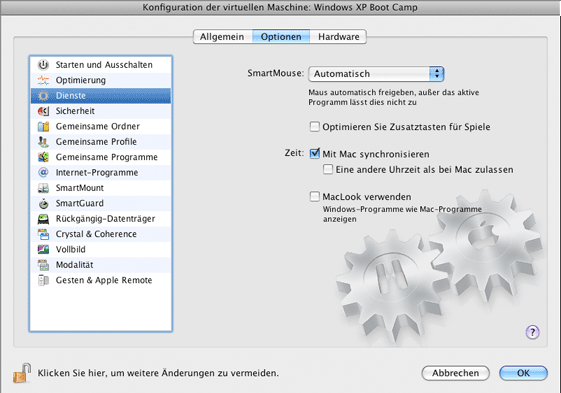 Konfiguration der virtuellen Maschine: Windows XP Boot Camp
Allgemein Optionen Hardware
Starten und Ausschalten
Optimierung
Dienste
Sicherheit
Gemeinsame Ordner
Gemeinsame Profile
Gemeinsame Programme
Internet-Programme
SmartMount
SmartGuard
Rückgängig-Datenträger
Crystal & Coherence
Vollbild
Modalität
Gesten & Apple Remote
SmartMouse: Automatisch
Maus automatisch freigeben, außer das aktive
Programm lässt dies nicht zu
Optimieren Sie Zusatztasten für Spiele
Zeit: Mit Mac synchronisieren
Eine andere Uhrzeit als bei Mac zulassen
MacLook verwenden
Windows-Programme wie Mac-Programme
anzeigen
?
Klicken Sie hier, um weitere Änderungen zu vermeiden.
Abbrechen OK